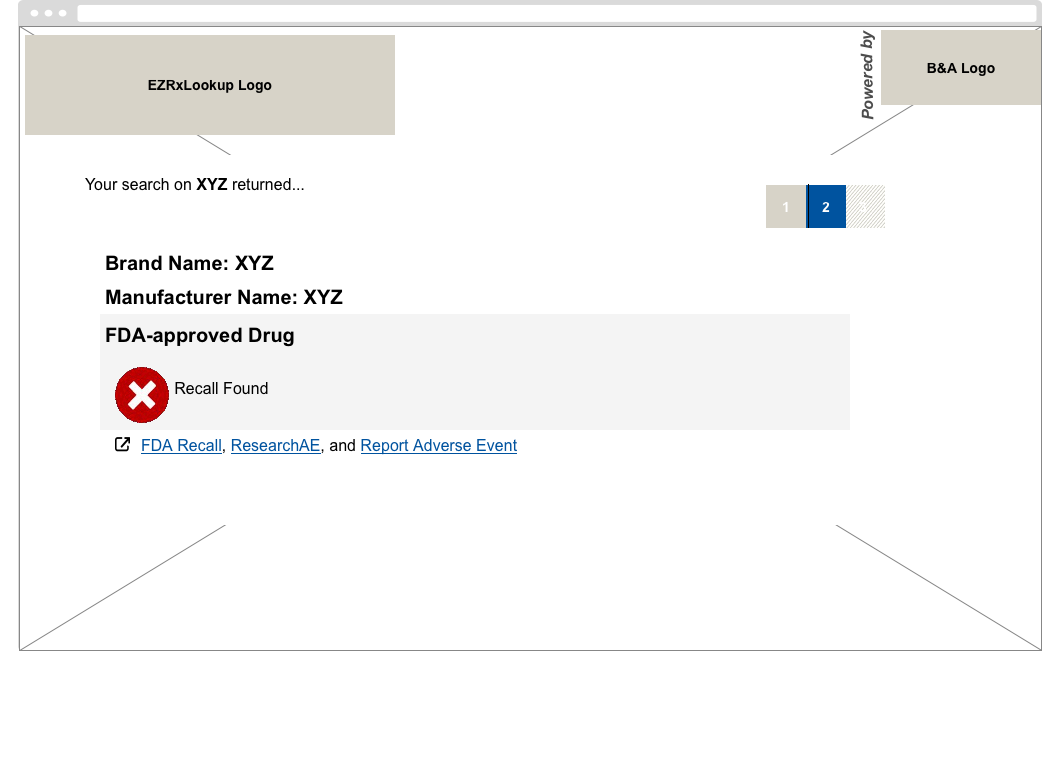 EZRxLookup Logo
Powered by
B&A Logo
Your search on XYZ returned...
1 2 3
Brand Name: XYZ
Manufacturer Name: XYZ
FDA-approved Drug
Recall Found
FDA Recall, ResearchAE, and Report Adverse Event